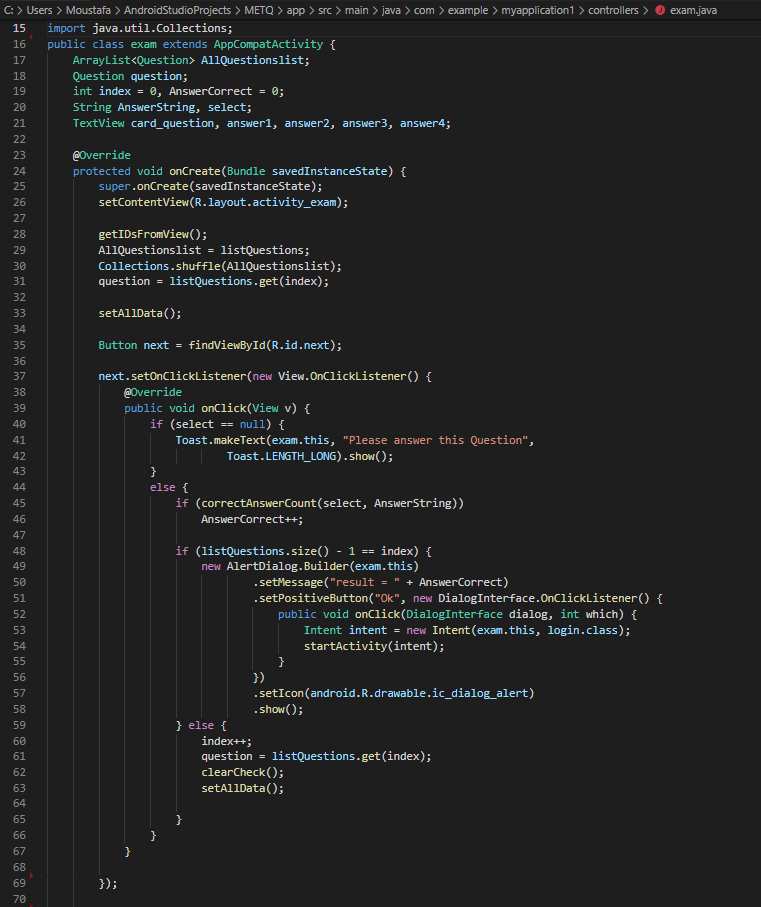 C: > Users > Moustafa > AndroidStudioProjects > METQ > app > src > main > java > com > example > myapplication1 > controllers > exam.java
15 import java.util.Collections;
16 public class exam extends AppCompatActivity {
17     ArrayList<Question> AllQuestionslist;
18     Question question;
19     int index = 0, AnswerCorrect = 0;
20     String AnswerString, select;
21     TextView card_question, answer1, answer2, answer3, answer4;
22
23     @Override
24     protected void onCreate(Bundle savedInstanceState) {
25         super.onCreate(savedInstanceState);
26         setContentView(R.layout.activity_exam);
27
28         getIDsFromView();
29         AllQuestionslist = listQuestions;
30         Collections.shuffle(AllQuestionslist);
31         question = listQuestions.get(index);
32
33         setAllData();
34
35         Button next = findViewById(R.id.next);
36
37         next.setOnClickListener(new View.OnClickListener() {
38             @Override
39             public void onClick(View v) {
40                 if (select == null) {
41                     Toast.makeText(exam.this, "Please answer this Question",
42                             Toast.LENGTH_LONG).show();
43                 }
44                 else {
45                     if (correctAnswerCount(select, AnswerString))
46                         AnswerCorrect++;
47
48                     if (listQuestions.size() - 1 == index) {
49                         new AlertDialog.Builder(exam.this)
50                                 .setMessage("result = " + AnswerCorrect)
51                                 .setPositiveButton("Ok", new DialogInterface.OnClickListener() {
52                                     public void onClick(DialogInterface dialog, int which) {
53                                         Intent intent = new Intent(exam.this, login.class);
54                                         startActivity(intent);
55                                     }
56                                 })
57                                 .setIcon(android.R.drawable.ic_dialog_alert)
58                                 .show();
59                     } else {
60                         index++;
61                         question = listQuestions.get(index);
62                         clearCheck();
63                         setAllData();
64
65                     }
66                 }
67             }
68
69         });
70